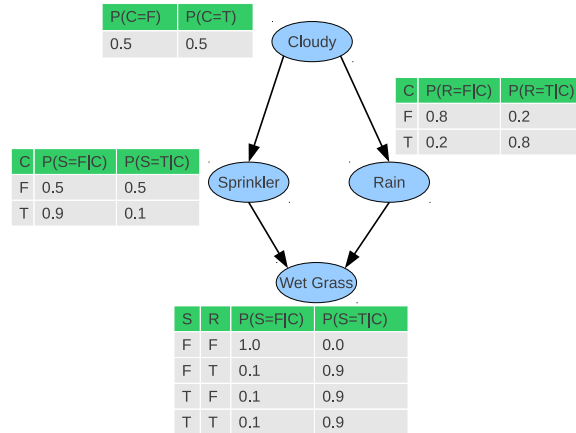 P(C=F) P(C=T)
0.5 0.5
Cloudy
C P(R=F|C) P(R=T|C)
F 0.8 0.2
T 0.2 0.8
C P(S=F|C) P(S=T|C)
F 0.5 0.5
T 0.9 0.1
Sprinkler
Rain
Wet Grass
S R P(S=F|C) P(S=T|C)
F F 1.0 0.0
F T 0.1 0.9
T F 0.1 0.9
T T 0.1 0.9